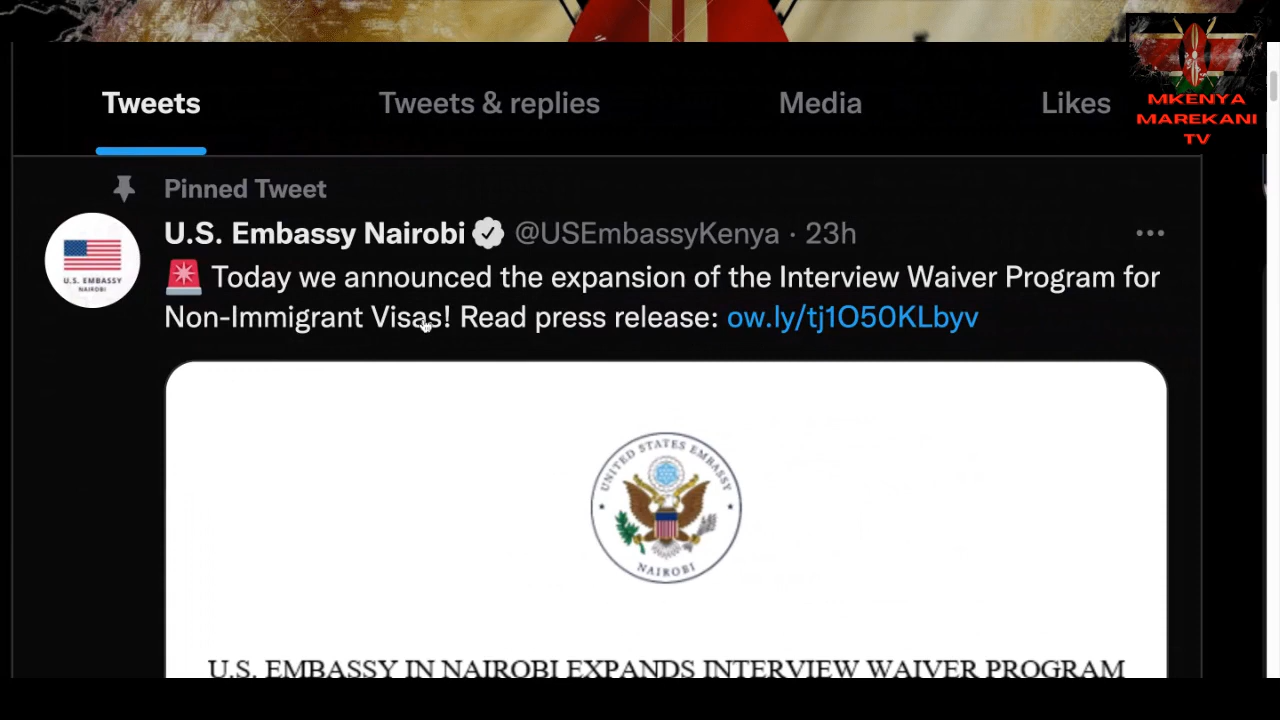 Tweets Tweets & replies Media Likes
MKENYA
MAREKANI
TV
Pinned Tweet
U.S. Embassy Nairobi @USEmbassyKenya · 23h
Today we announced the expansion of the Interview Waiver Program for
Non-Immigrant Visas! Read press release: ow.ly/tj1O50KLbyv
U.S. EMBASSY
NAIROBI
UNITED STATES EMBASSY
NAIROBI
U.S. EMBASSY IN NAIROBI EXPANDS INTERVIEW WAIVER PROGRAM